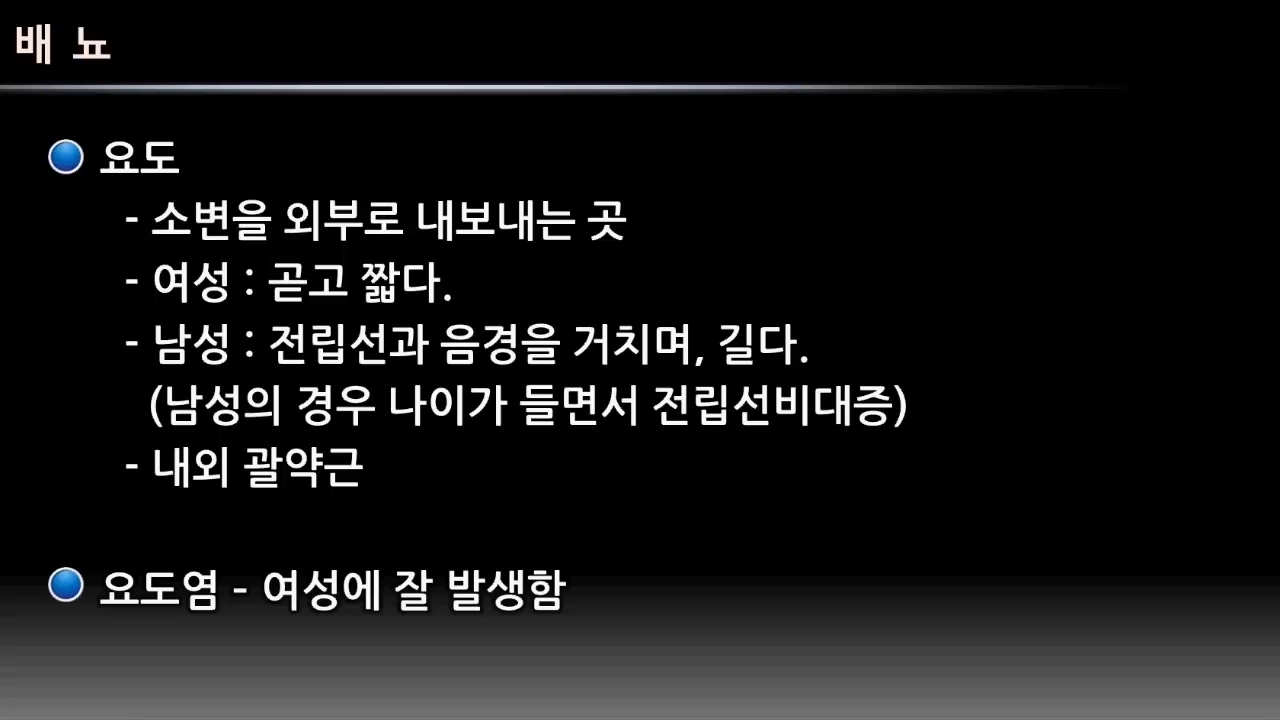 배 뇨
요도
- 소변을 외부로 내보내는 곳
- 여성 : 곧고 짧다.
- 남성 : 전립선과 음경을 거치며, 길다.
(남성의 경우 나이가 들면서 전립선비대증)
- 내외 괄약근
요도염 - 여성에 잘 발생함